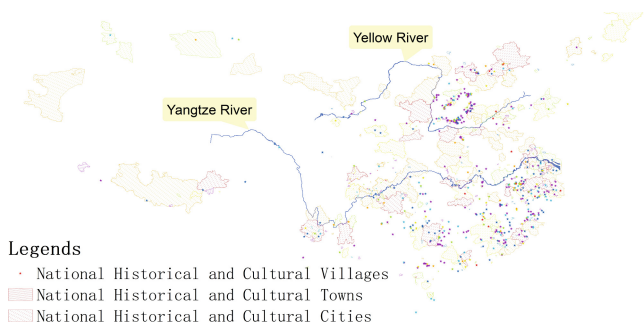 Yellow River
Yangtze River
Legends
National Historical and Cultural Villages
National Historical and Cultural Towns
National Historical and Cultural Cities